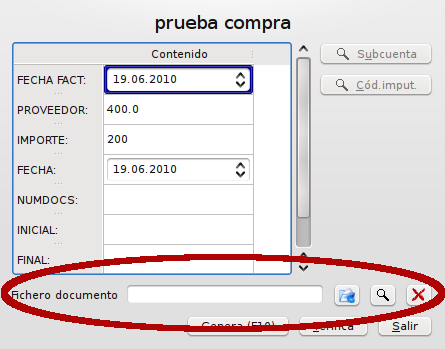 prueba compra
Contenido
FECHA FACT: 19.06.2010
PROVEEDOR: 400.0
IMPORTE: 200
FECHA: 19.06.2010
NUMDOCS:
INICIAL:
FINAL:
Subcuenta
Cód.imput.
Fichero documento
Genera (F10)
Salir